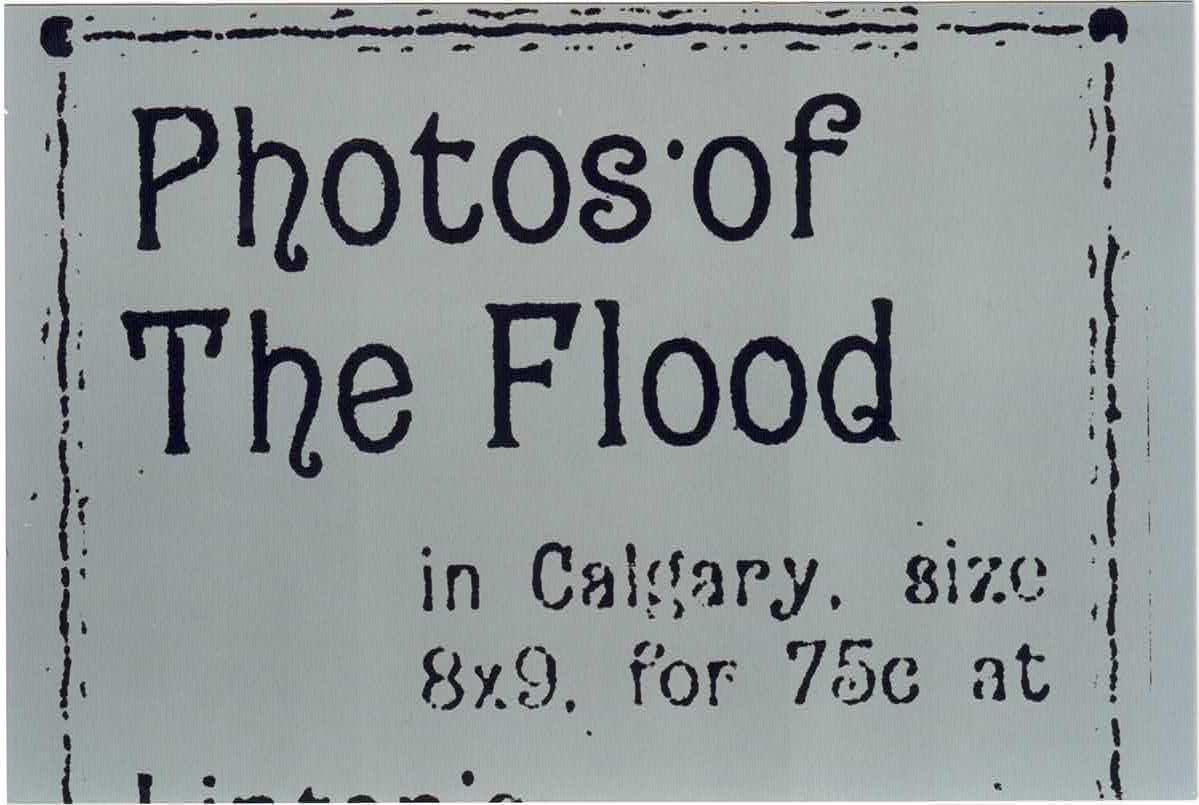 Photos of
The Flood
in Calgary, size
8x9, for 75c at